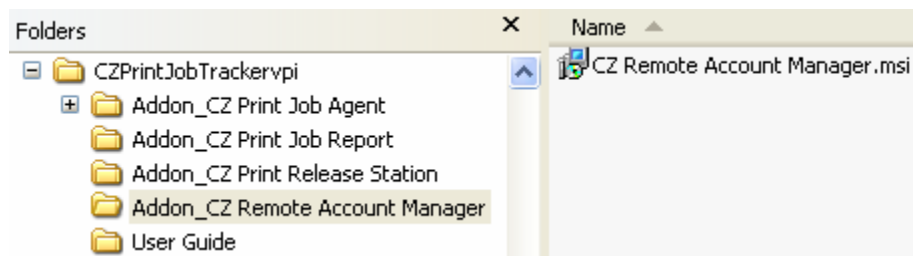 Folders
CZPrintJobTrackervpi
Addon_CZ Print Job Agent
Addon_CZ Print Job Report
Addon_CZ Print Release Station
Addon_CZ Remote Account Manager
User Guide
Name
CZ Remote Account Manager.msi